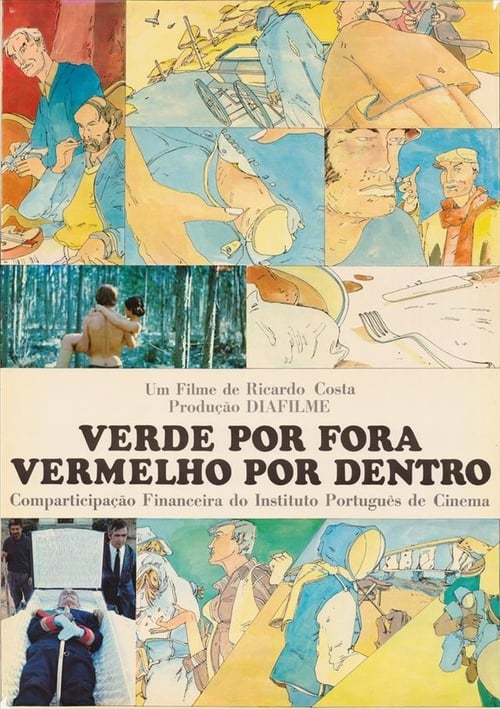 Um Filme de Ricardo Costa
Produção DIAFILME
VERDE POR FORA
VERMELHO POR DENTRO
Comparticipação Financeira do Instituto Português de Cinema